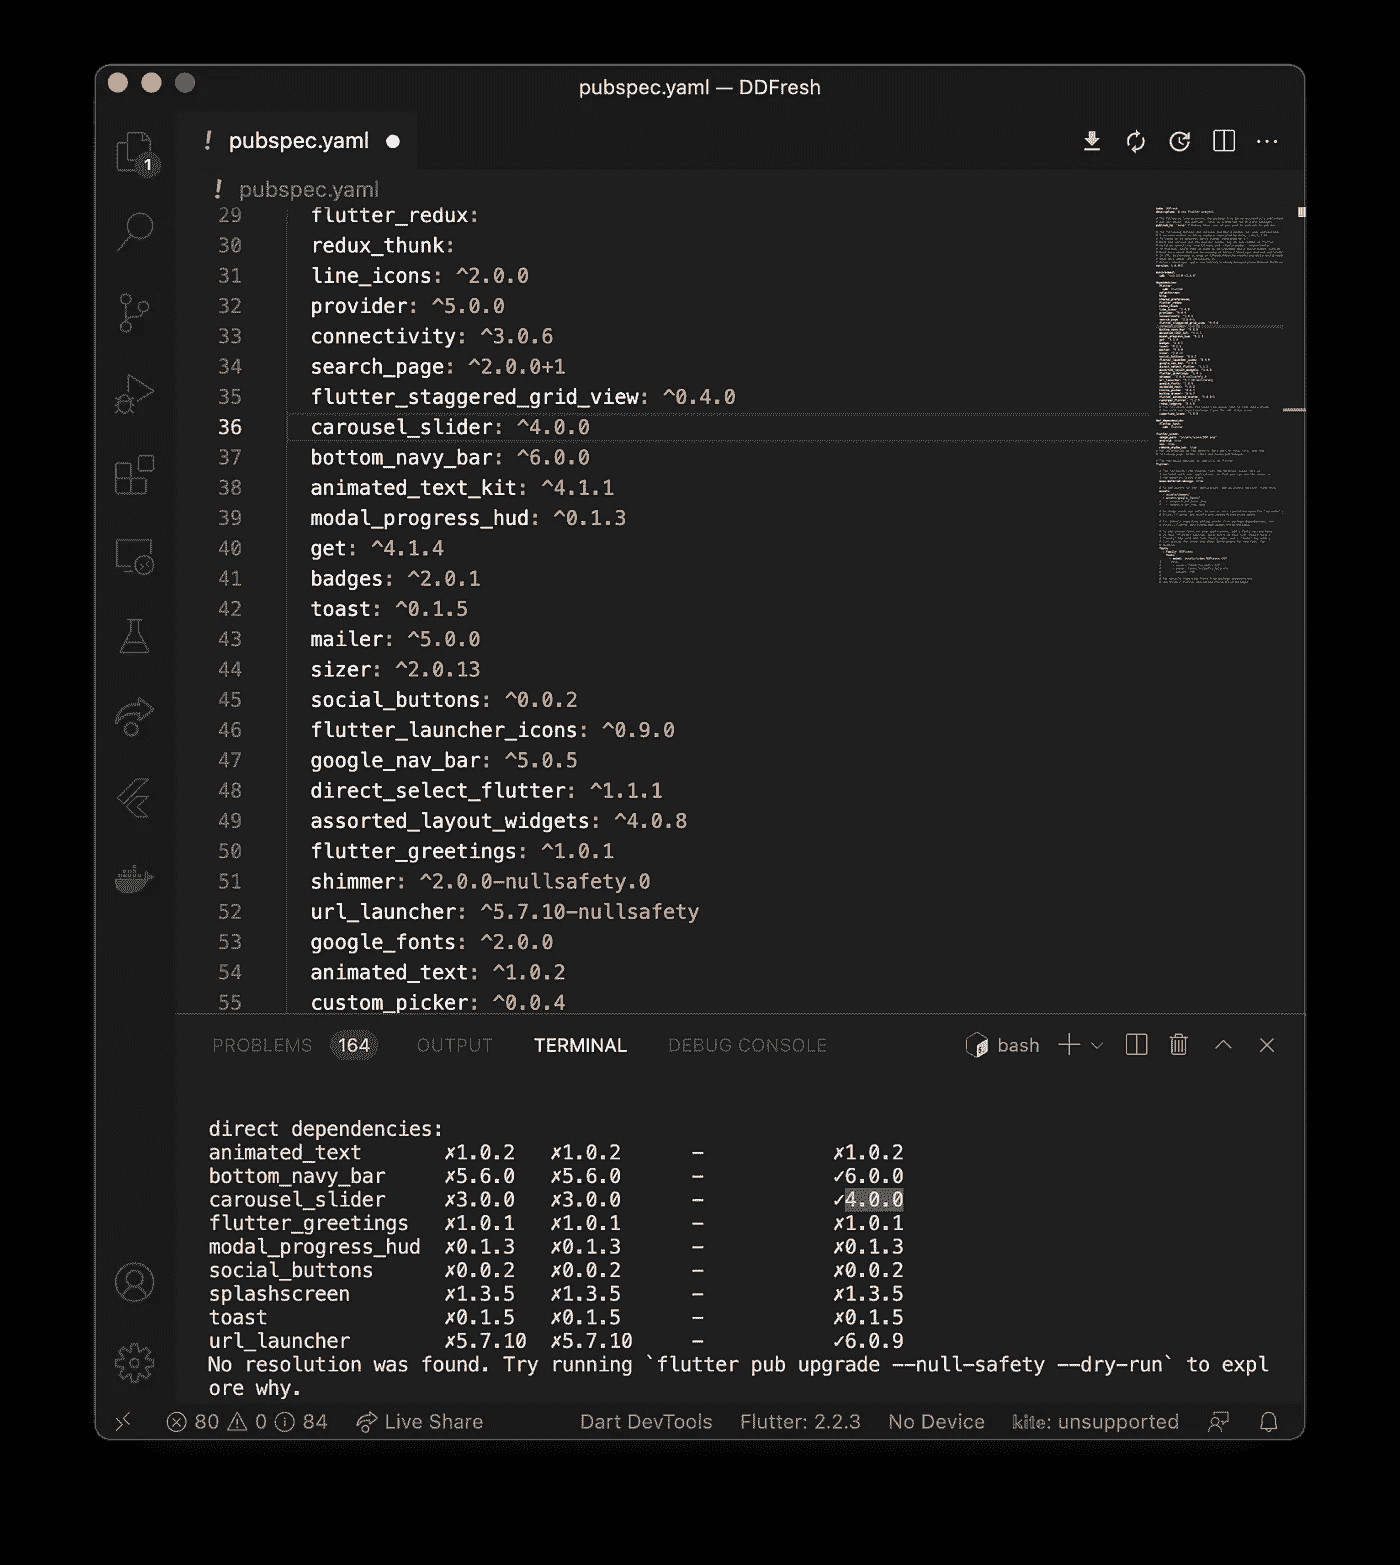 pubspec.yaml — DDFresh
! pubspec.yaml
1
! pubspec.yaml
29 flutter_redux:
30 redux_thunk:
31 line_icons: ^2.0.0
32 provider: ^5.0.0
33 connectivity: ^3.0.6
34 search_page: ^2.0.0+1
35 flutter_staggered_grid_view: ^0.4.0
36 carousel_slider: ^4.0.0
37 bottom_navy_bar: ^6.0.0
38 animated_text_kit: ^4.1.1
39 modal_progress_hud: ^0.1.3
40 get: ^4.1.4
41 badges: ^2.0.1
42 toast: ^0.1.5
43 mailer: ^5.0.0
44 sizer: ^2.0.13
45 social_buttons: ^0.0.2
46 flutter_launcher_icons: ^0.9.0
47 google_nav_bar: ^5.0.5
48 direct_select_flutter: ^1.1.1
49 assorted_layout_widgets: ^4.0.8
50 flutter_greetings: ^1.0.1
51 shimmer: ^2.0.0-nullsafety.0
52 url_launcher: ^5.7.10-nullsafety
53 google_fonts: ^2.0.0
54 animated_text: ^1.0.2
55 custom_picker: ^0.0.4
PROBLEMS 164 OUTPUT TERMINAL DEBUG CONSOLE bash
direct dependencies:
animated_text ✗1.0.2 ✗1.0.2 – ✗1.0.2
bottom_navy_bar ✗5.6.0 ✗5.6.0 – ✓6.0.0
carousel_slider ✗3.0.0 ✗3.0.0 – ✓4.0.0
flutter_greetings ✗1.0.1 ✗1.0.1 – ✗1.0.1
modal_progress_hud ✗0.1.3 ✗0.1.3 – ✗0.1.3
social_buttons ✗0.0.2 ✗0.0.2 – ✗0.0.2
splashscreen ✗1.3.5 ✗1.3.5 – ✗1.3.5
toast ✗0.1.5 ✗0.1.5 – ✗0.1.5
url_launcher ✗5.7.10 ✗5.7.10 – ✓6.0.9
No resolution was found. Try running `flutter pub upgrade --null-safety --dry-run` to expl
ore why.
80 0 84 Live Share Dart DevTools Flutter: 2.2.3 No Device kite: unsupported